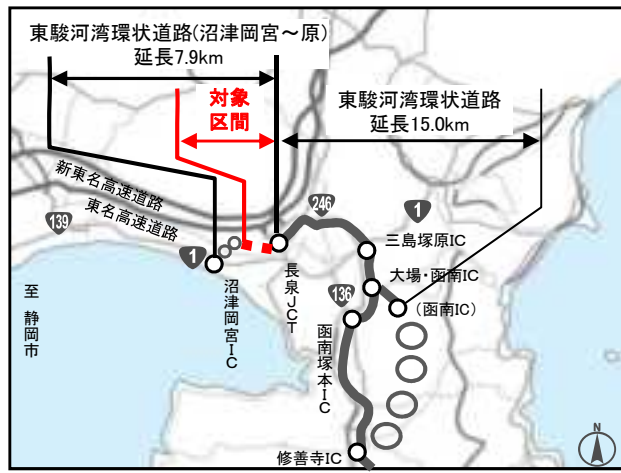 東駿河湾環状道路(沼津岡宮～原)
延長7.9km
対象
区間
東駿河湾環状道路
延長15.0km
新東名高速道路
東名高速道路
139
246
1
1
三島塚原IC
大場・函南IC
136
(函南IC)
至 静岡市
沼津岡宮IC
長泉JCT
函南塚本IC
修善寺IC
N